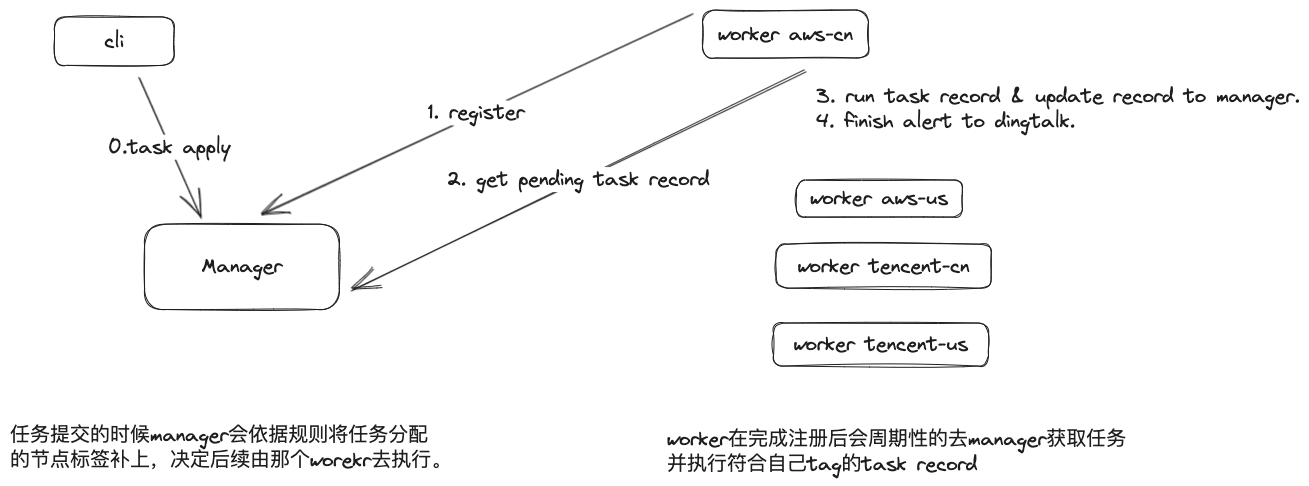 cli
worker aws-cn
3. run task record & update record to manager.
4. finish alert to dingtalk.
1. register
0.task apply
2. get pending task record
worker aws-us
Manager
worker tencent-cn
worker tencent-us
任务提交的时候manager会依据规则将任务分配
的节点标签补上，决定后续由那个worekr去执行。
worker在完成注册后会周期性的去manager获取任务
并执行符合自己tag的task record